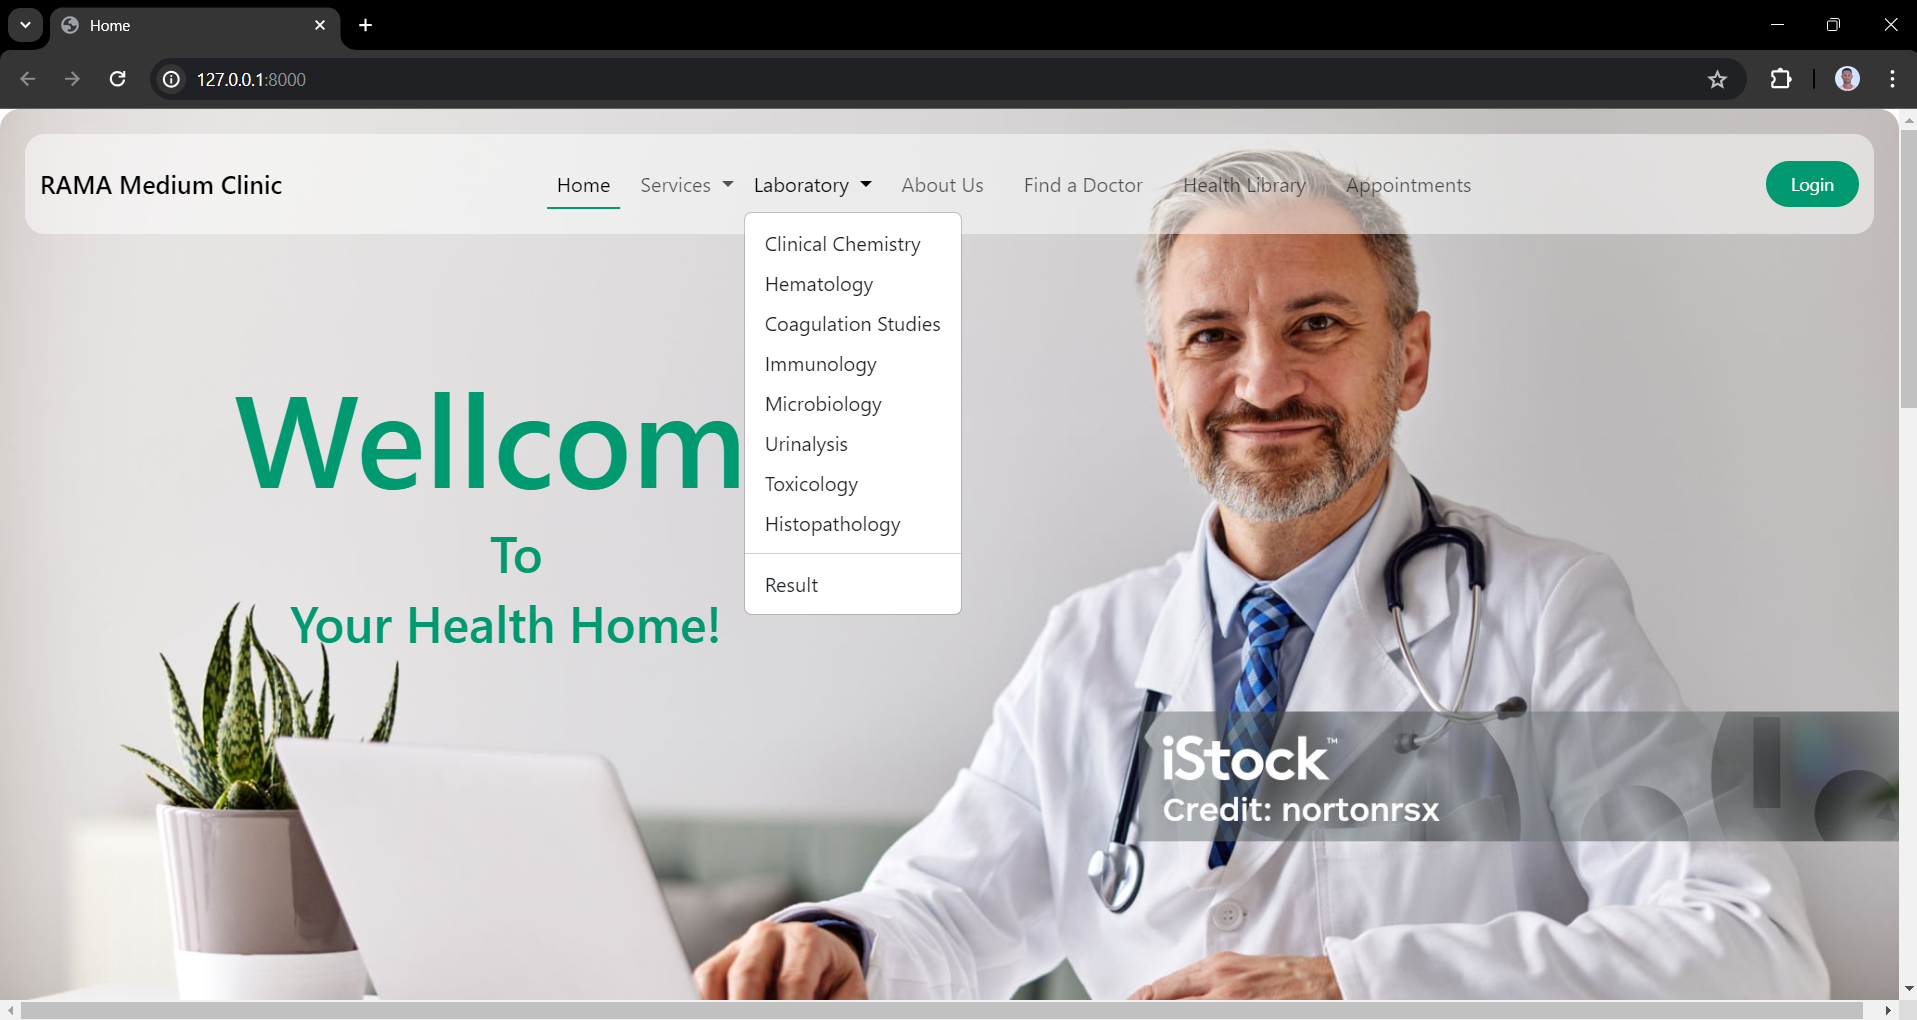 Home
127.0.0.1:8000
RAMA Medium Clinic
Home Services Laboratory About Us Find a Doctor Health Library Appointments Login
Clinical Chemistry
Hematology
Coagulation Studies
Immunology
Microbiology
Urinalysis
Toxicology
Histopathology
Result
Wellcom
To
Your Health Home!
iStock™
Credit: nortonrsx